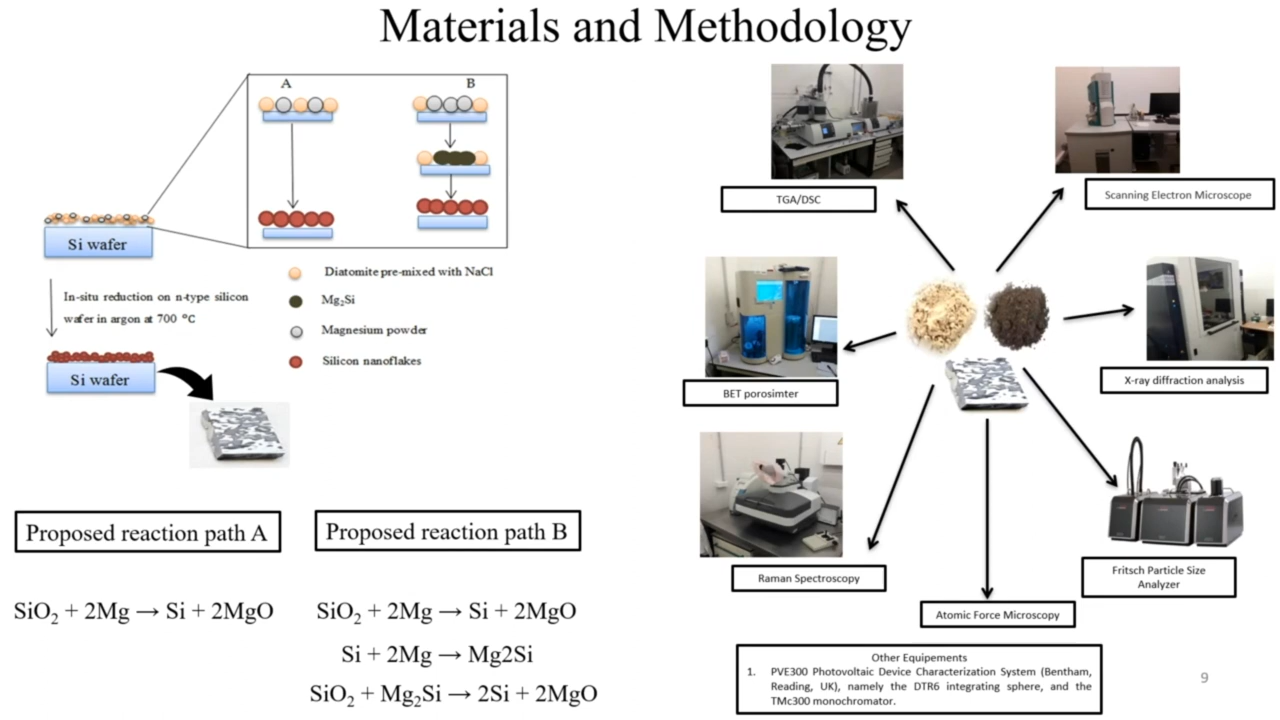 Materials and Methodology
A
B
Si wafer
In-situ reduction on n-type silicon
wafer in argon at 700 °C
Si wafer
Diatomite pre-mixed with NaCl
Mg₂Si
Magnesium powder
Silicon nanoflakes
Proposed reaction path A
SiO₂ + 2Mg → Si + 2MgO
Proposed reaction path B
SiO₂ + 2Mg → Si + 2MgO
Si + 2Mg → Mg2Si
SiO₂ + Mg₂Si → 2Si + 2MgO
TGA/DSC
Scanning Electron Microscope
BET porosimter
X-ray diffraction analysis
Raman Spectroscopy
Fritsch Particle Size
Analyzer
Atomic Force Microscopy
Other Equipements
1. PVE300 Photovoltaic Device Characterization System (Bentham,
Reading, UK), namely the DTR6 integrating sphere, and the
TMc300 monochromator.
9